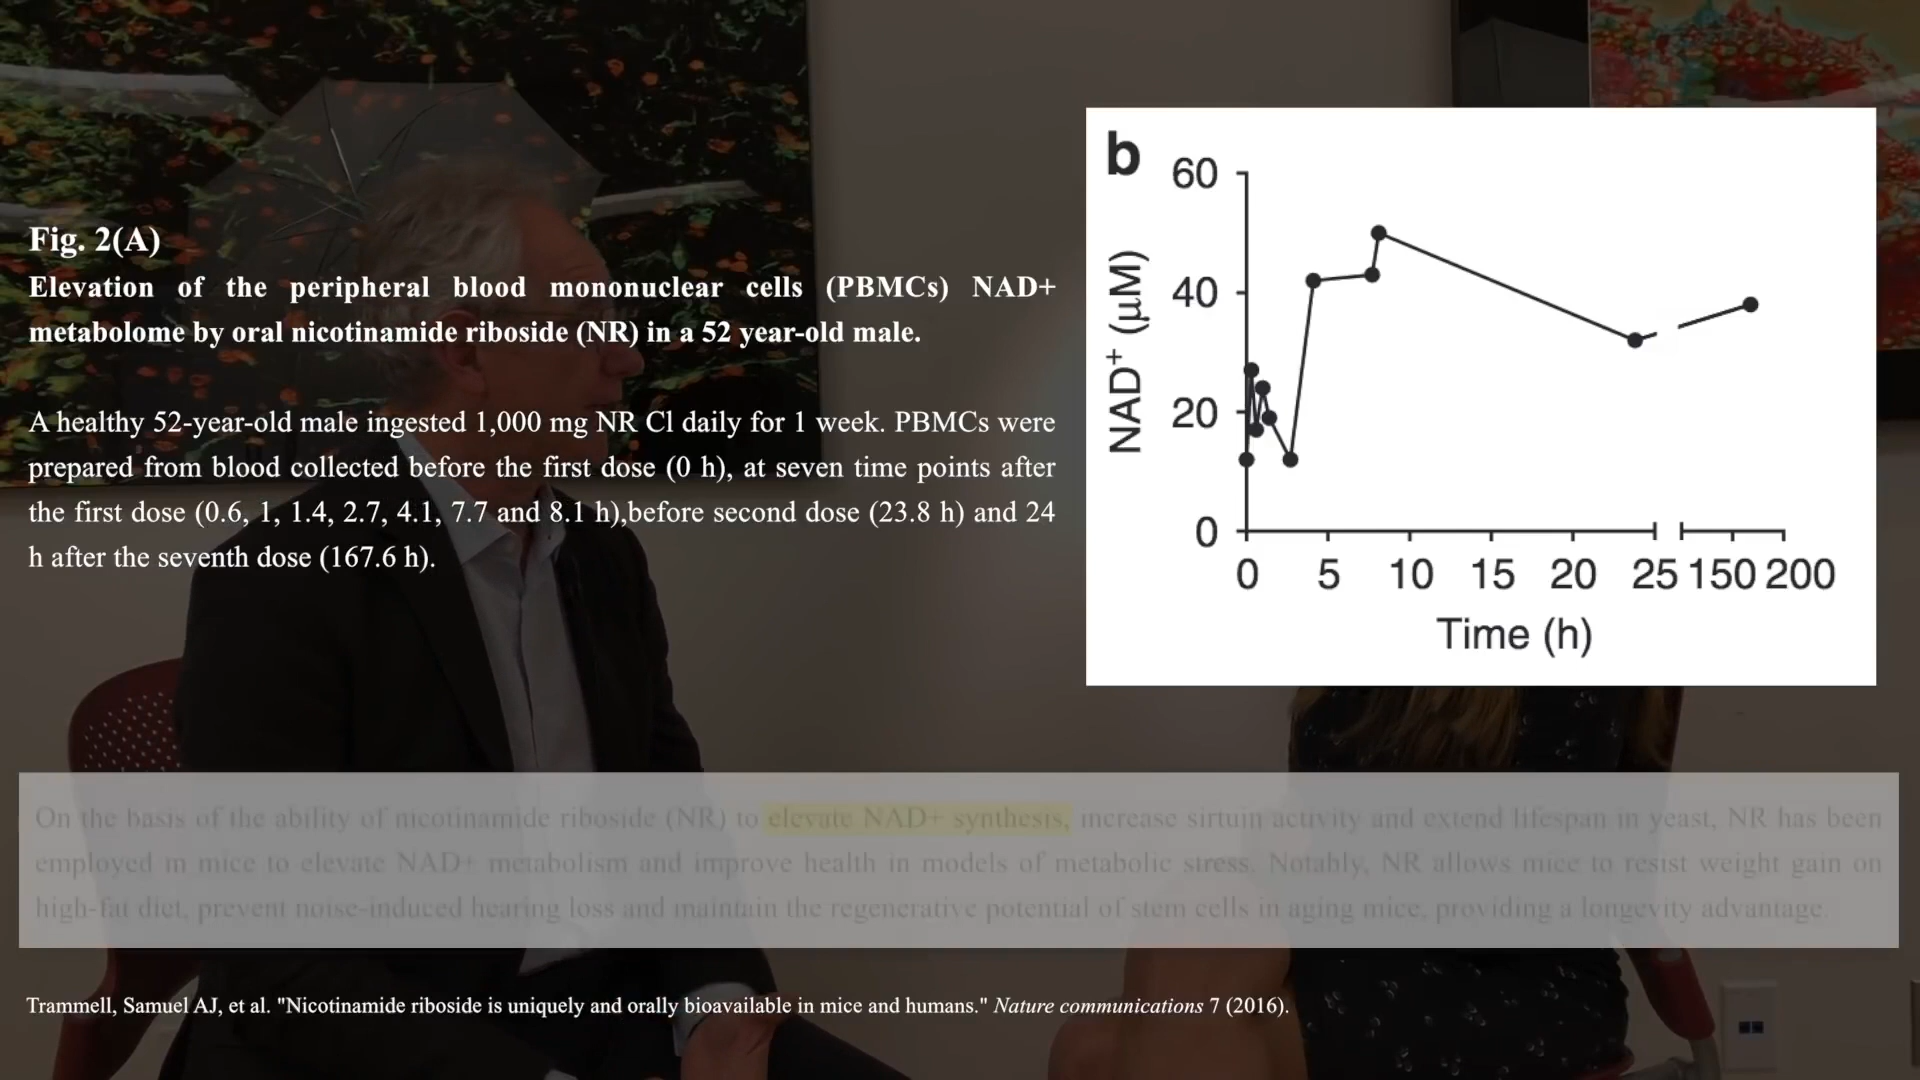 Fig. 2(A)
Elevation of the peripheral blood mononuclear cells (PBMCs) NAD+
metabolome by oral nicotinamide riboside (NR) in a 52 year-old male.
A healthy 52-year-old male ingested 1,000 mg NR Cl daily for 1 week. PBMCs were
prepared from blood collected before the first dose (0 h), at seven time points after
the first dose (0.6, 1, 1.4, 2.7, 4.1, 7.7 and 8.1 h),before second dose (23.8 h) and 24
h after the seventh dose (167.6 h).
b
60
40
20
0
NAD+ (μM)
0 5 10 15 20 25 150 200
Time (h)
On the basis of the ability of nicotinamide riboside (NR) to elevate NAD+ synthesis, increase sirtuin activity and extend lifespan in yeast, NR has been
employed in mice to elevate NAD+ metabolism and improve health in models of metabolic stress. Notably, NR allows mice to resist weight gain on
high-fat diet, prevent noise-induced hearing loss and maintain the regenerative potential of stem cells in aging mice, providing a longevity advantage.
Trammell, Samuel AJ, et al. "Nicotinamide riboside is uniquely and orally bioavailable in mice and humans." Nature communications 7 (2016).